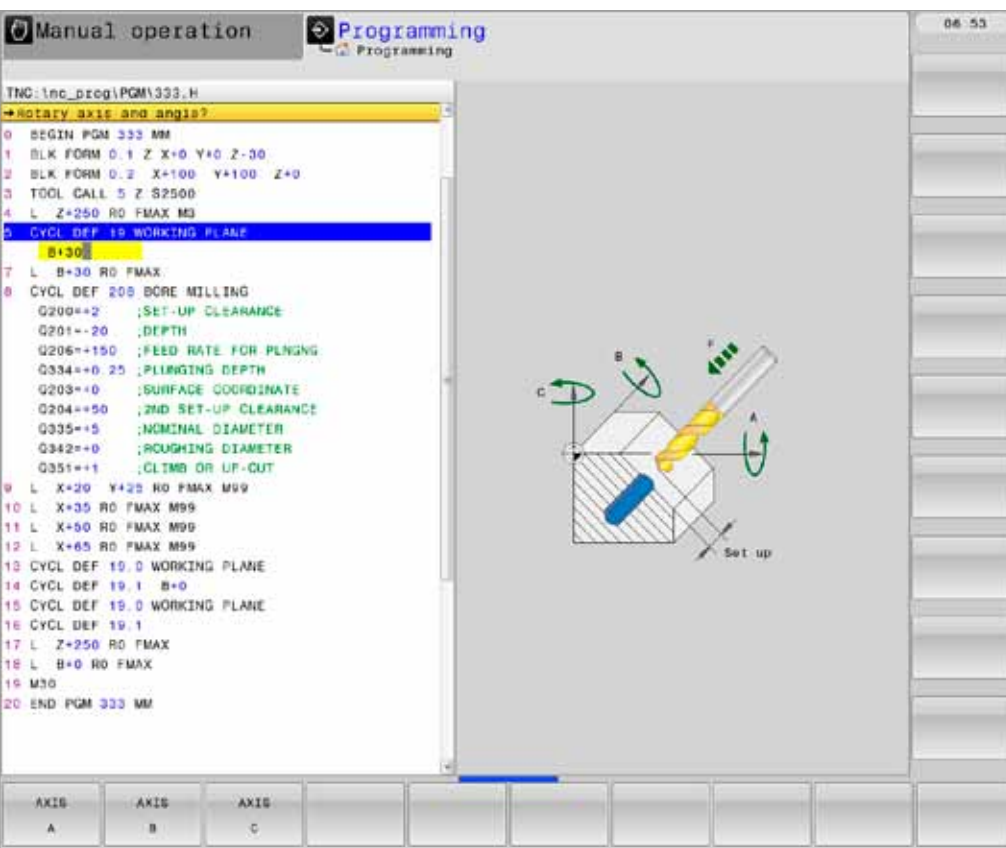 Manual operation
Programming
Programming
06:53
TNC:\nc_prog\PGM\333.H
→Rotary axis and angle?
0 BEGIN PGM 333 MM
1 BLK FORM 0.1 Z X+0 Y+0 Z-30
2 BLK FORM 0.2 X+100 Y+100 Z+0
3 TOOL CALL 5 Z S2500
4 L Z+250 R0 FMAX M3
5 CYCL DEF 19 WORKING PLANE
B+30
7 L B+30 R0 FMAX
8 CYCL DEF 208 BORE MILLING
Q200=+2 ;SET-UP CLEARANCE
Q201=-20 ;DEPTH
Q206=+150 ;FEED RATE FOR PLNGNG
Q334=+0.25 ;PLUNGING DEPTH
Q203=+0 ;SURFACE COORDINATE
Q204=+50 ;2ND SET-UP CLEARANCE
Q335=+5 ;NOMINAL DIAMETER
Q342=+0 ;ROUGHING DIAMETER
Q351=+1 ;CLIMB OR UP-CUT
9 L X+20 Y+25 R0 FMAX M99
10 L X+35 R0 FMAX M99
11 L X+50 R0 FMAX M99
12 L X+65 R0 FMAX M99
13 CYCL DEF 19.0 WORKING PLANE
14 CYCL DEF 19.1 B+0
15 CYCL DEF 19.0 WORKING PLANE
16 CYCL DEF 19.1
17 L Z+250 R0 FMAX
18 L B+0 R0 FMAX
19 M30
20 END PGM 333 MM
F
B
C
A
Set up
AXIS
A
AXIS
B
AXIS
C